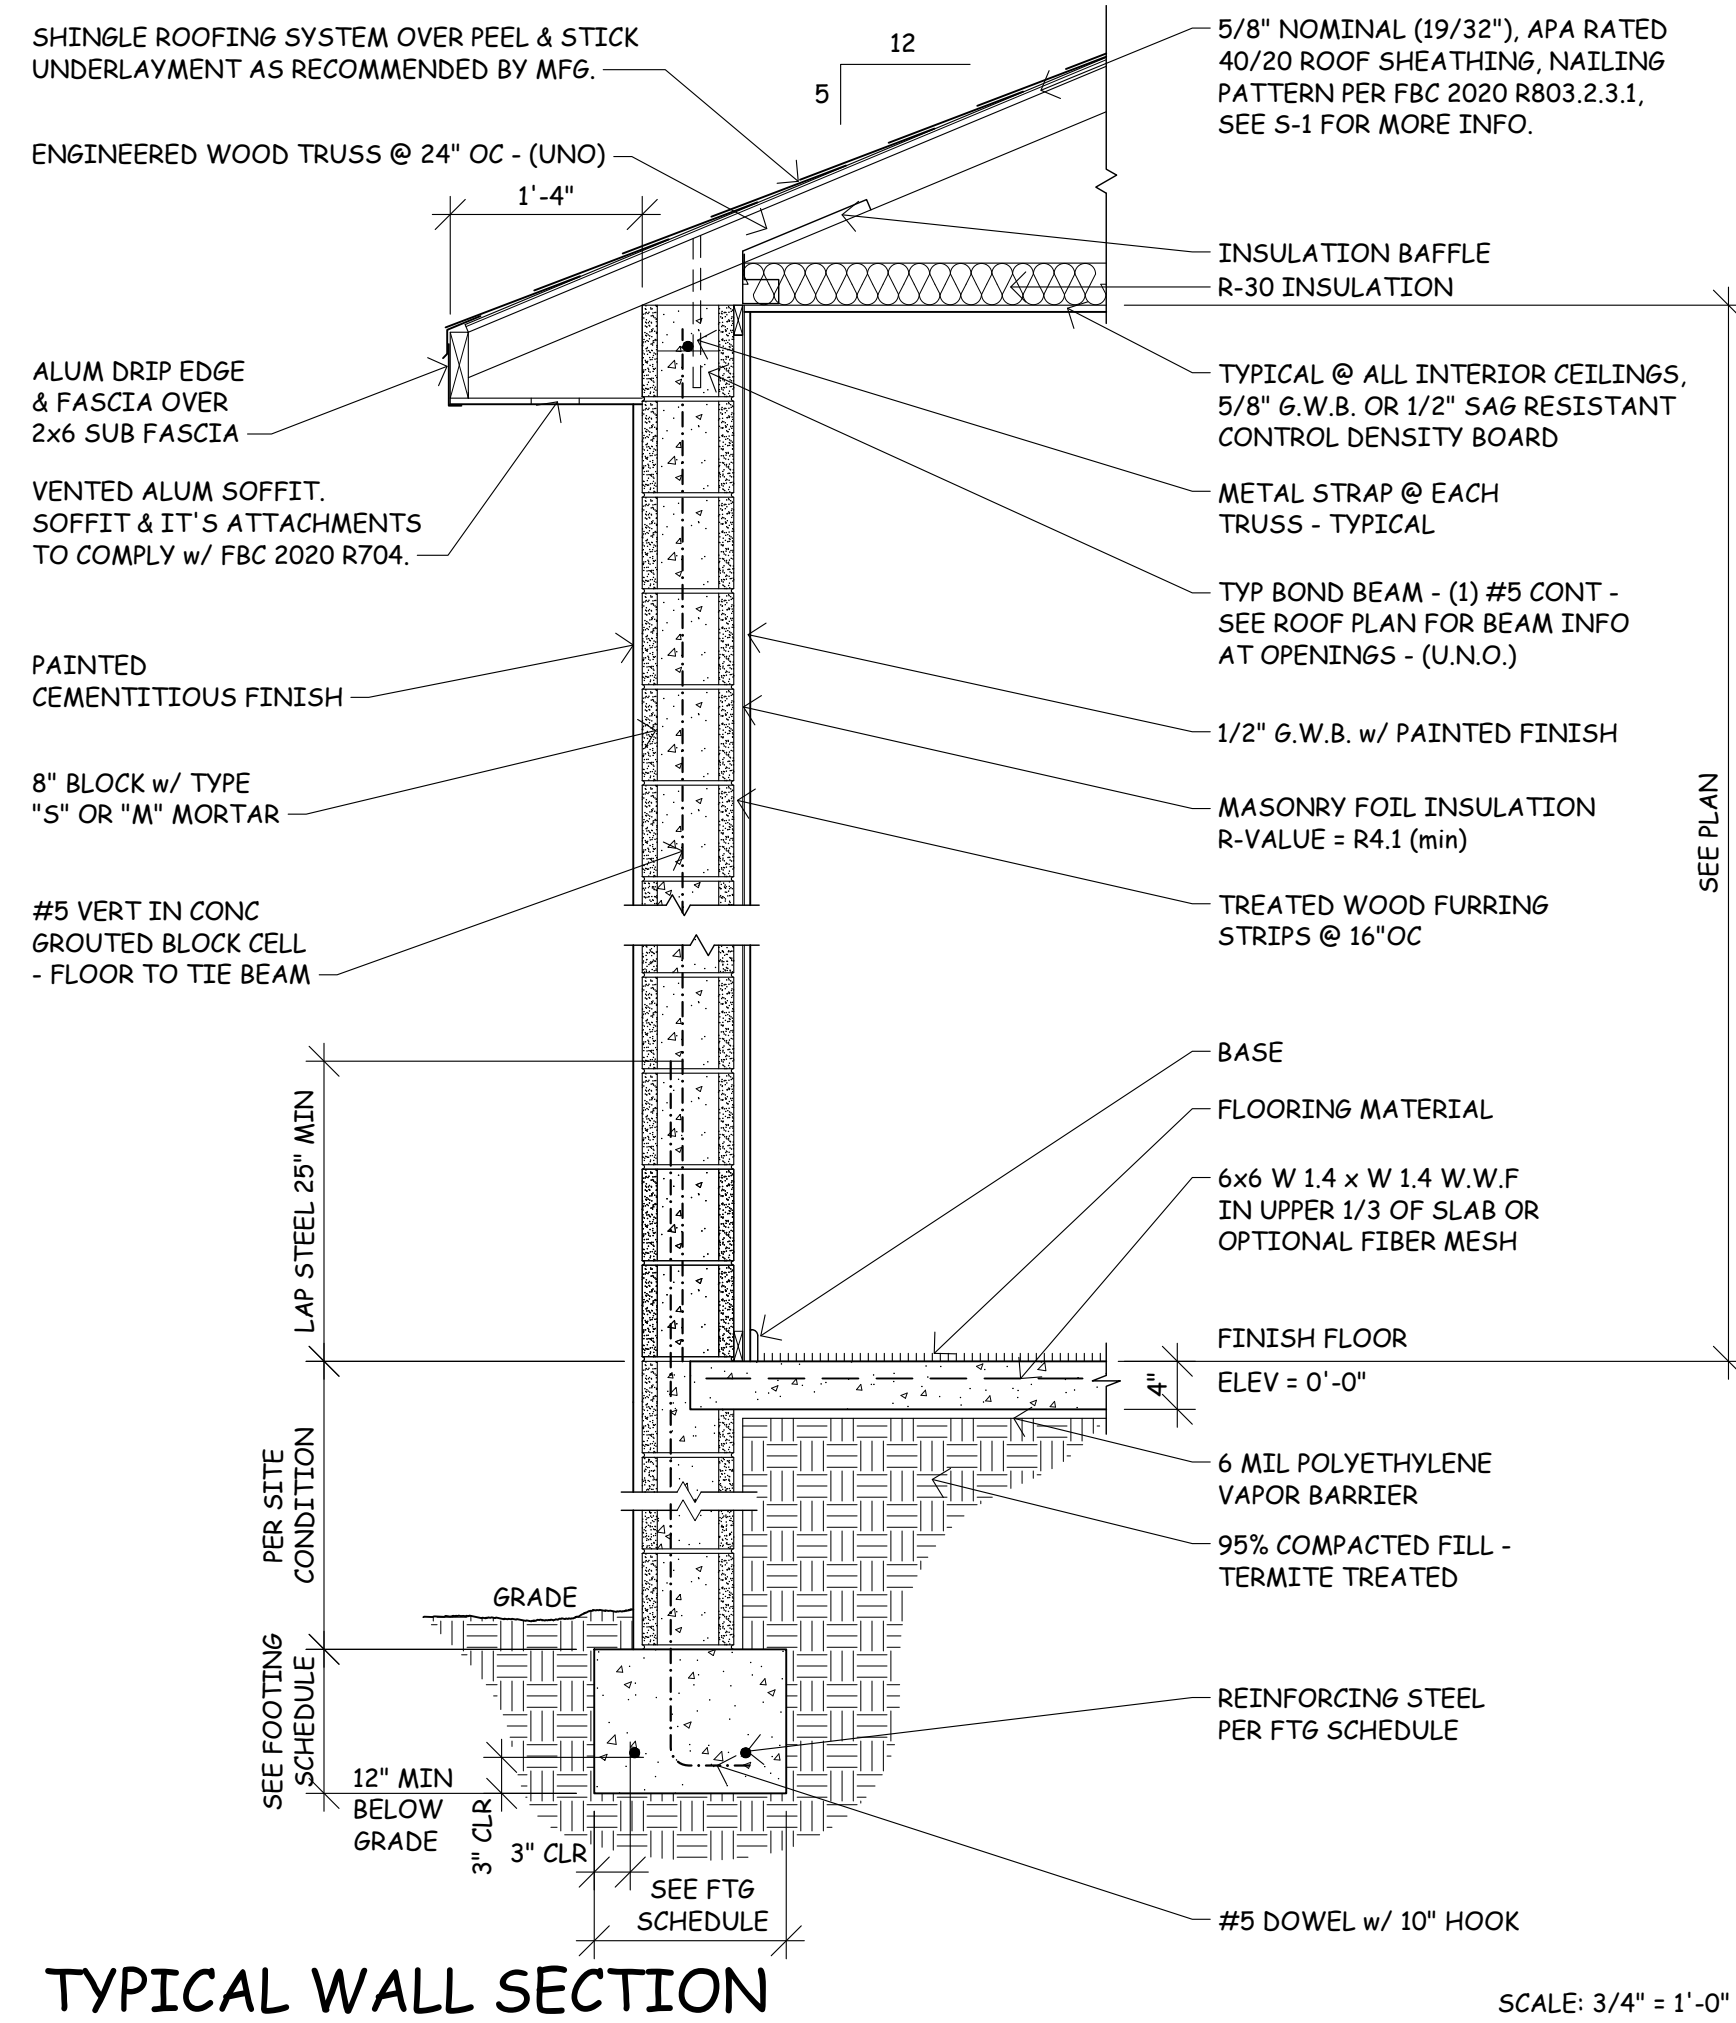 SHINGLE ROOFING SYSTEM OVER PEEL & STICK
UNDERLAYMENT AS RECOMMENDED BY MFG.
ENGINEERED WOOD TRUSS @ 24" OC - (UNO)
1'-4"
12
5
5/8" NOMINAL (19/32"), APA RATED
40/20 ROOF SHEATHING, NAILING
PATTERN PER FBC 2020 R803.2.3.1,
SEE S-1 FOR MORE INFO.
INSULATION BAFFLE
R-30 INSULATION
ALUM DRIP EDGE
& FASCIA OVER
2x6 SUB FASCIA
VENTED ALUM SOFFIT.
SOFFIT & IT'S ATTACHMENTS
TO COMPLY w/ FBC 2020 R704.
PAINTED
CEMENTITIOUS FINISH
8" BLOCK w/ TYPE
"S" OR "M" MORTAR
#5 VERT IN CONC
GROUTED BLOCK CELL
- FLOOR TO TIE BEAM
TYPICAL @ ALL INTERIOR CEILINGS,
5/8" G.W.B. OR 1/2" SAG RESISTANT
CONTROL DENSITY BOARD
METAL STRAP @ EACH
TRUSS - TYPICAL
TYP BOND BEAM - (1) #5 CONT -
SEE ROOF PLAN FOR BEAM INFO
AT OPENINGS - (U.N.O.)
1/2" G.W.B. w/ PAINTED FINISH
MASONRY FOIL INSULATION
R-VALUE = R4.1 (min)
TREATED WOOD FURRING
STRIPS @ 16"OC
SEE PLAN
BASE
FLOORING MATERIAL
6x6 W 1.4 x W 1.4 W.W.F
IN UPPER 1/3 OF SLAB OR
OPTIONAL FIBER MESH
FINISH FLOOR
ELEV = 0'-0"
4"
6 MIL POLYETHYLENE
VAPOR BARRIER
95% COMPACTED FILL -
TERMITE TREATED
REINFORCING STEEL
PER FTG SCHEDULE
#5 DOWEL w/ 10" HOOK
LAP STEEL 25" MIN
PER SITE
CONDITION
GRADE
SEE FOOTING
SCHEDULE
12" MIN
BELOW
GRADE
3" CLR
3" CLR
SEE FTG
SCHEDULE
TYPICAL WALL SECTION
SCALE: 3/4" = 1'-0"